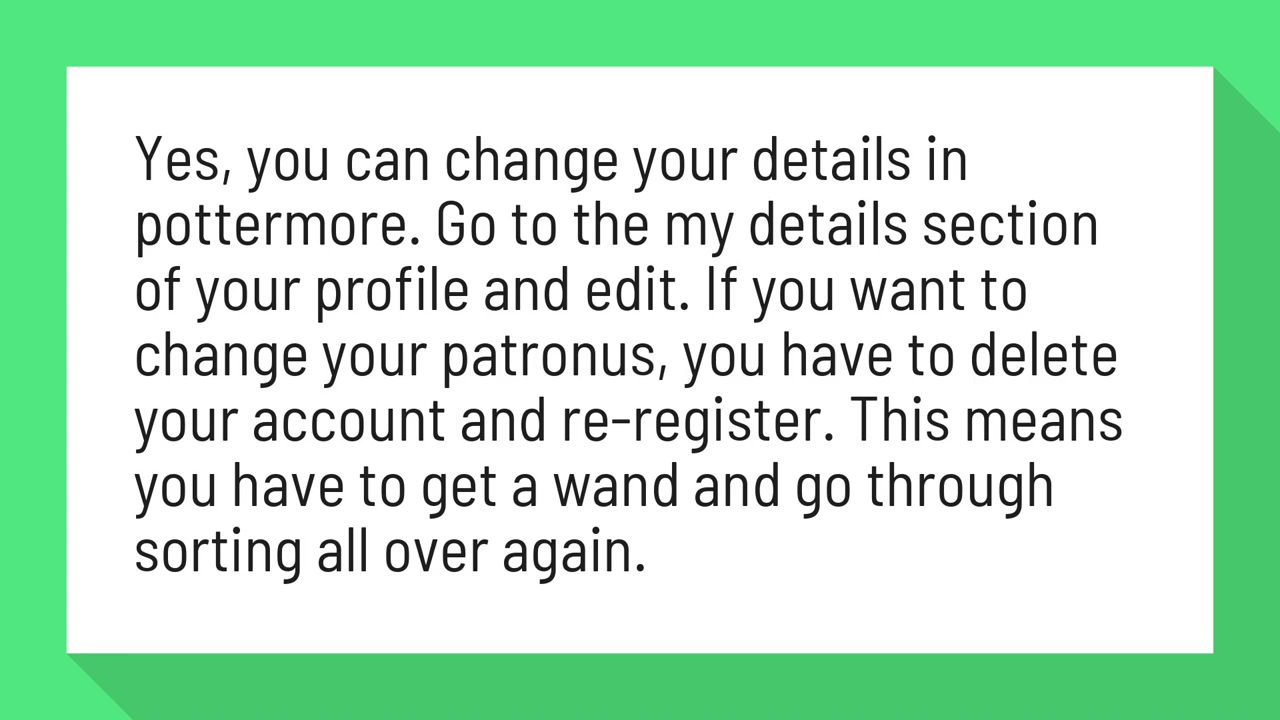 Yes, you can change your details in
pottermore. Go to the my details section
of your profile and edit. If you want to
change your patronus, you have to delete
your account and re-register. This means
you have to get a wand and go through
sorting all over again.